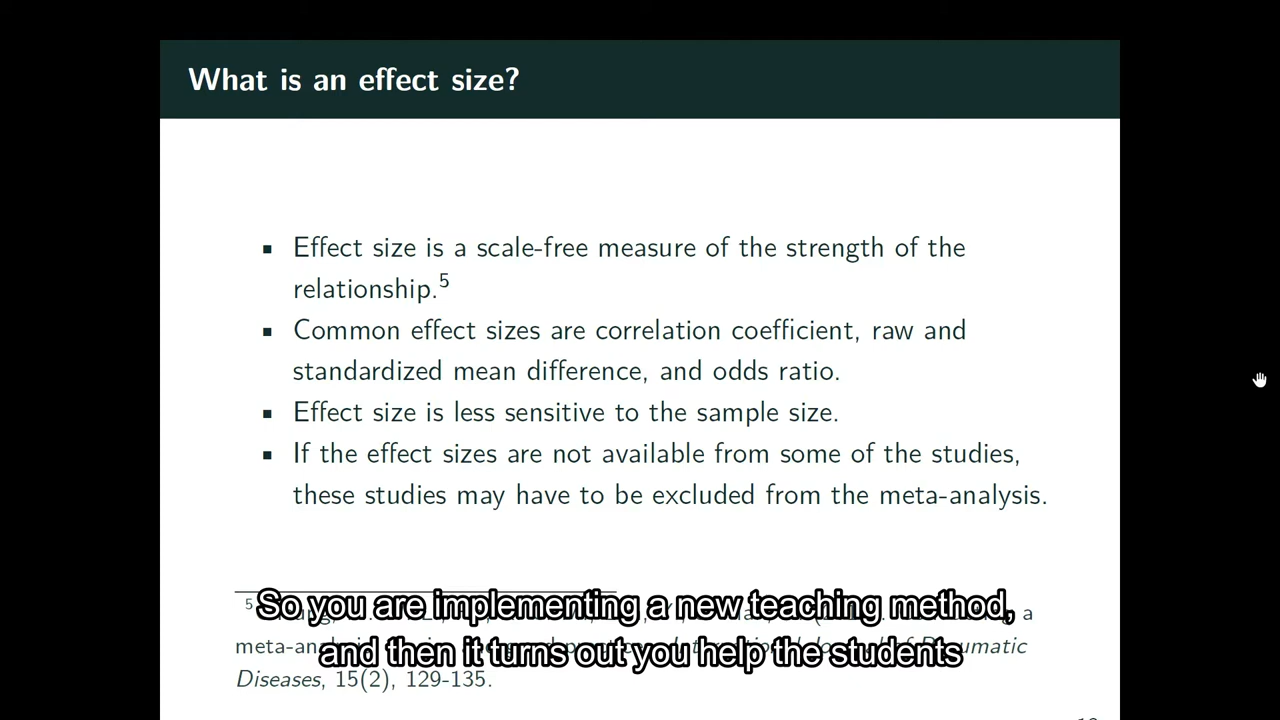 What is an effect size?
▪ Effect size is a scale-free measure of the strength of the
relationship.⁵
▪ Common effect sizes are correlation coefficient, raw and
standardized mean difference, and odds ratio.
▪ Effect size is less sensitive to the sample size.
▪ If the effect sizes are not available from some of the studies,
these studies may have to be excluded from the meta-analysis.
So you are implementing a new teaching method,
and then it turns out you help the students
5 a
meta-
Diseases, 15(2), 129-135.